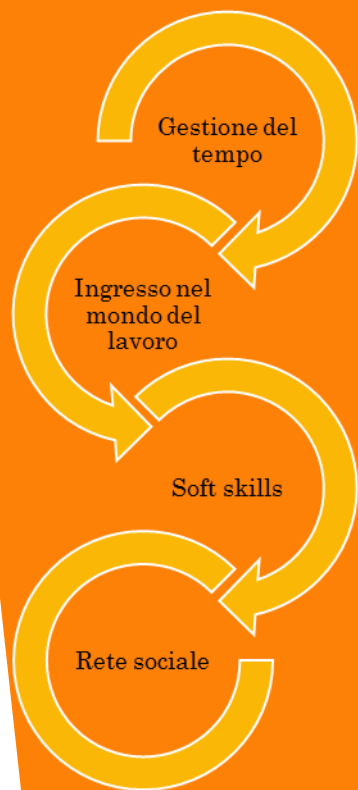 Gestione del
tempo
Ingresso nel
mondo del
lavoro
Soft skills
Rete sociale